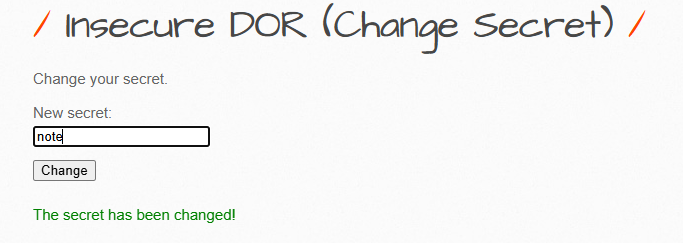 / Insecure DOR (Change Secret) /
Change your secret.
New secret:
note
Change
The secret has been changed!